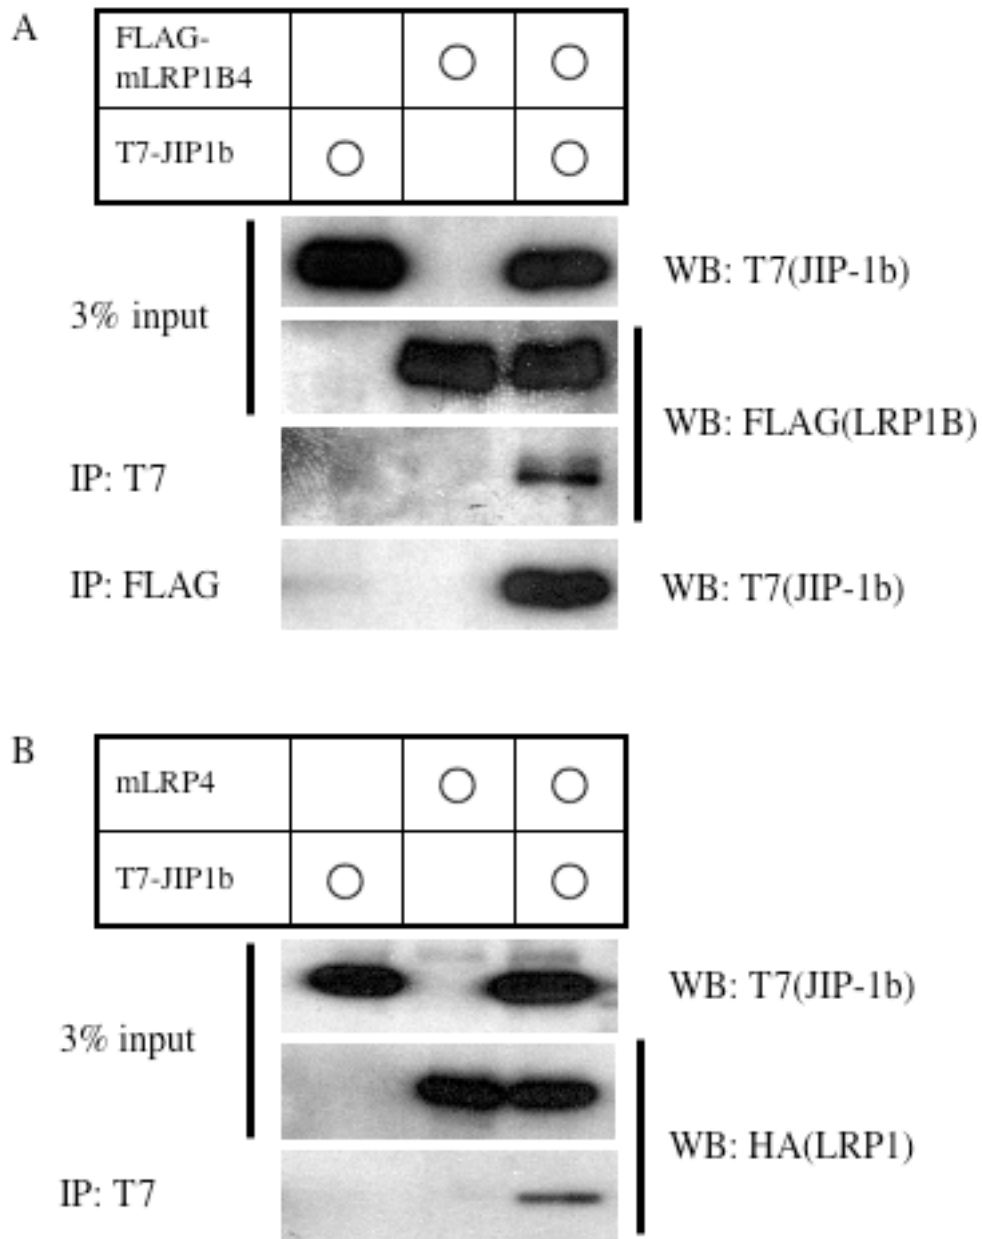 A
FLAG-
mLRP1B4
T7-JIP1b
3% input
WB: T7(JIP-1b)
WB: FLAG(LRP1B)
IP: T7
IP: FLAG
WB: T7(JIP-1b)
B
mLRP4
T7-JIP1b
3% input
WB: T7(JIP-1b)
WB: HA(LRP1)
IP: T7